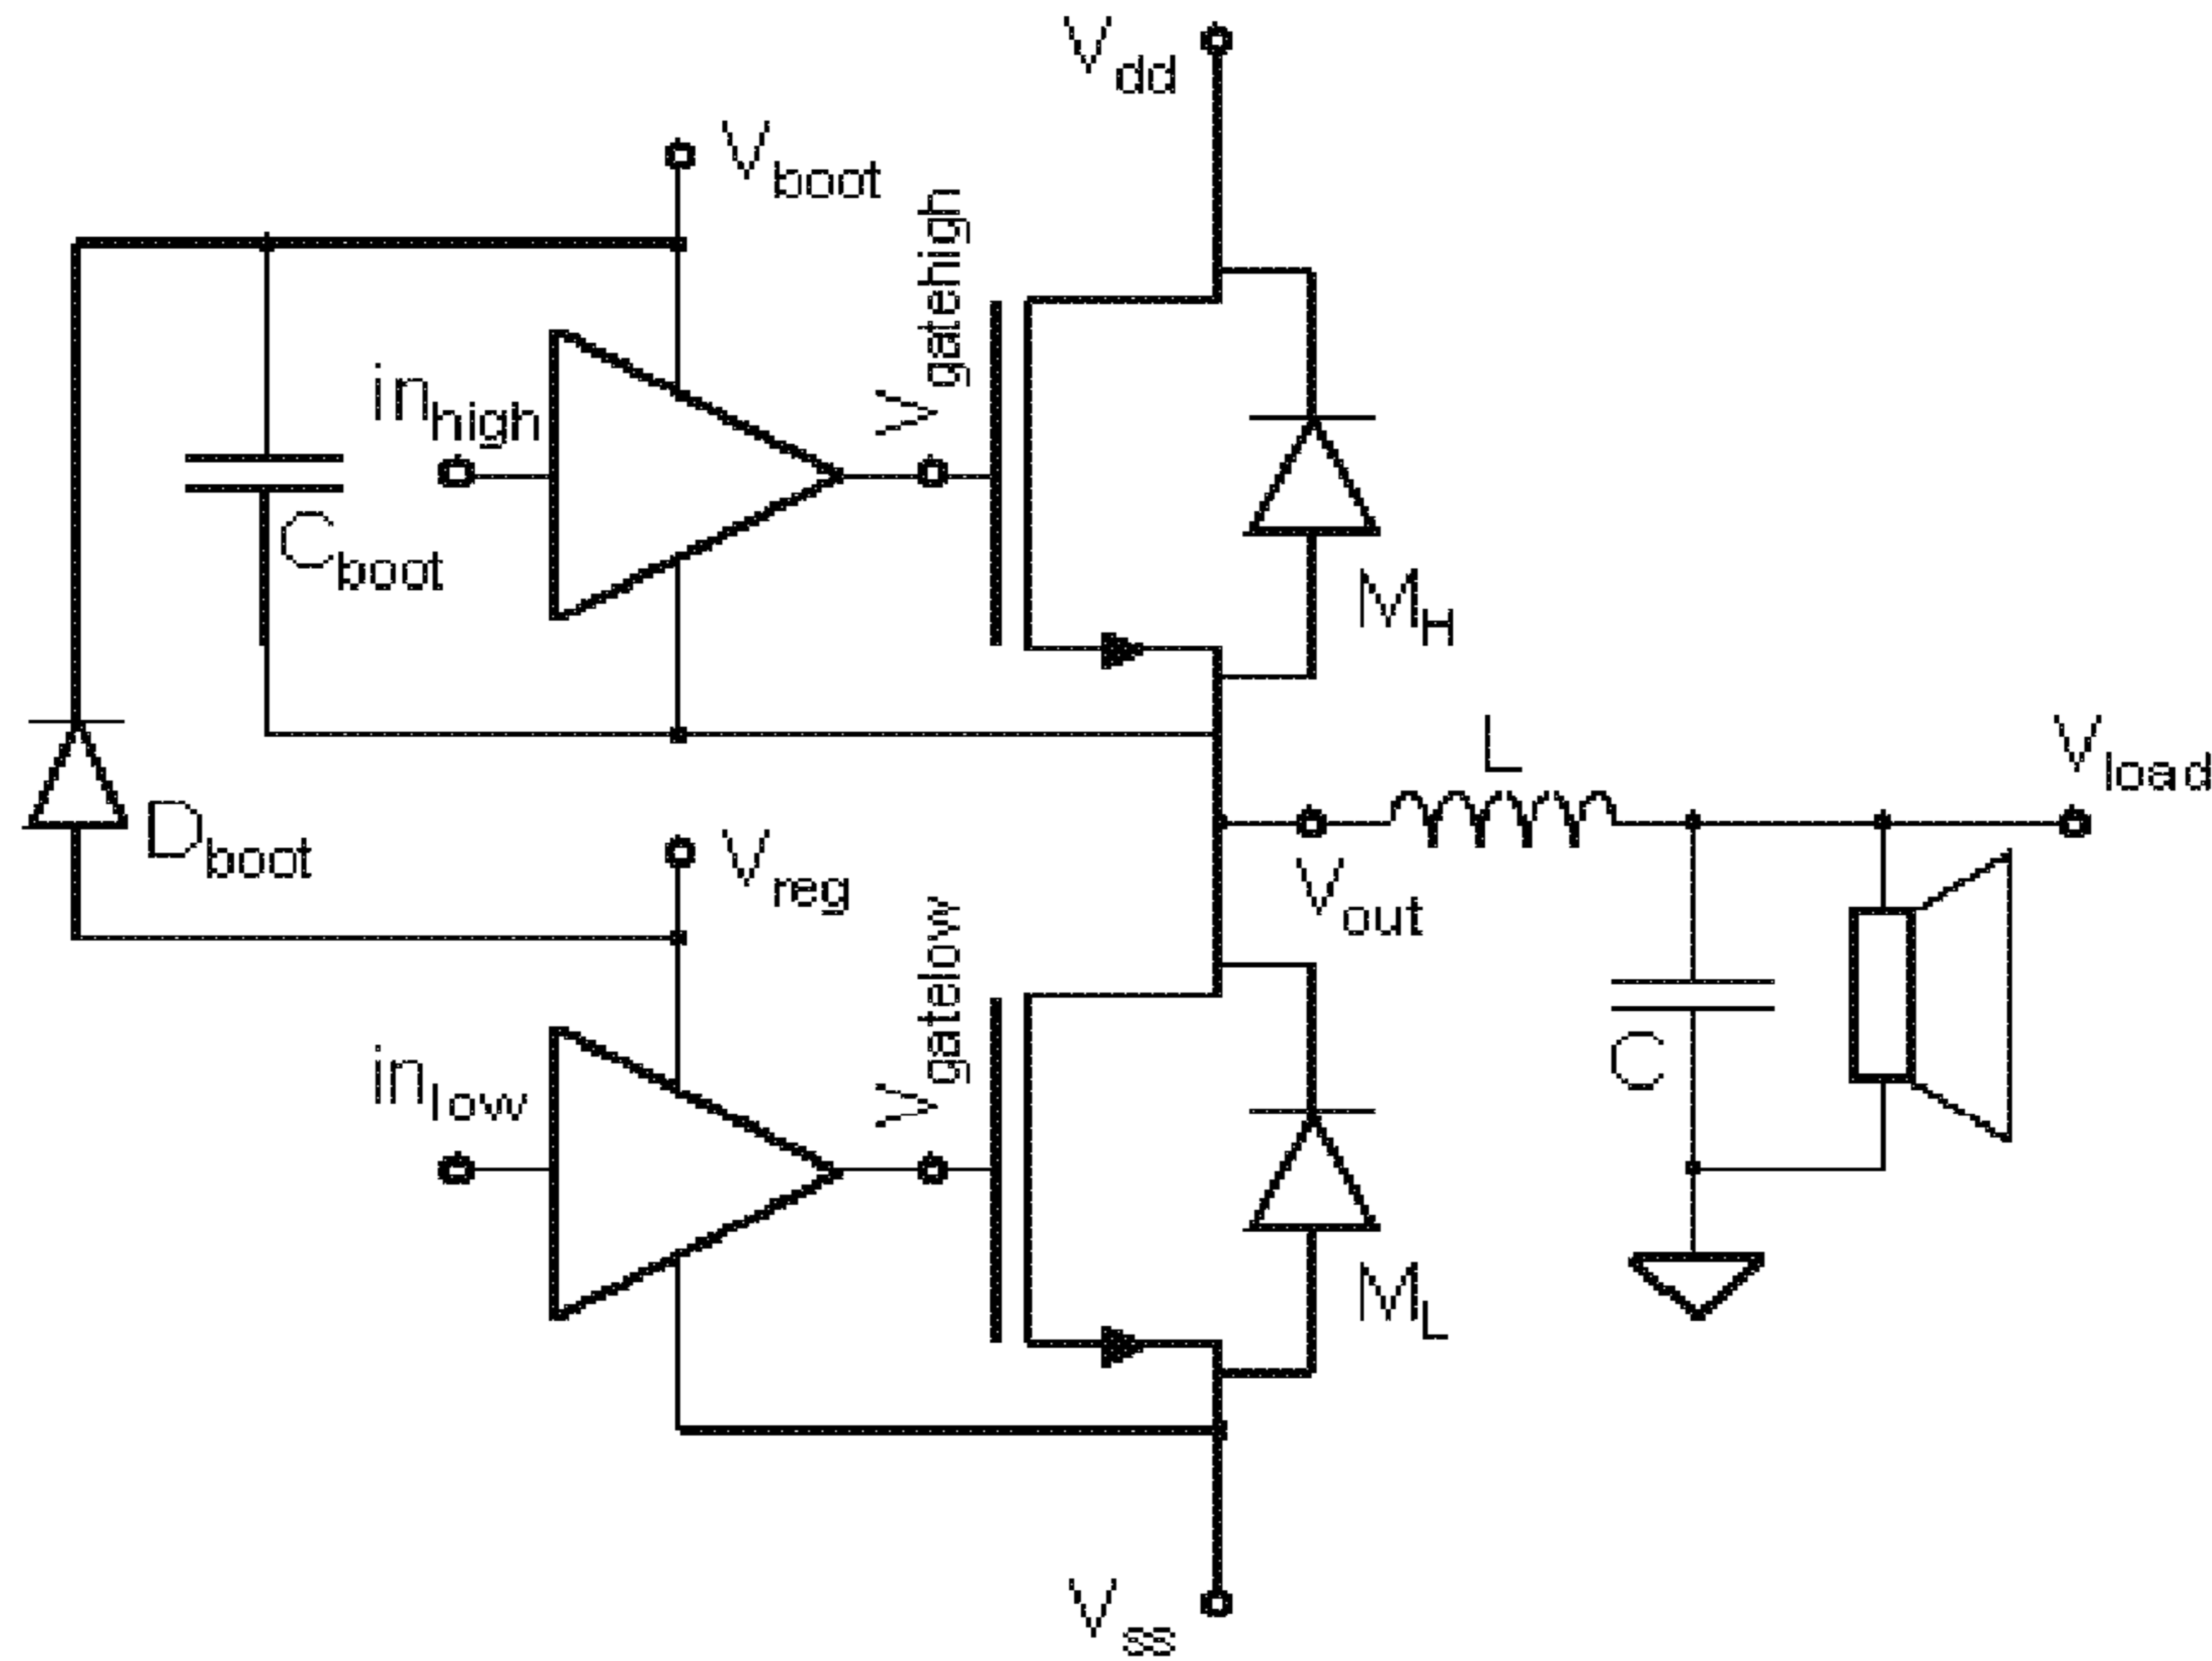 Vdd
Vboot
Vgatehigh
inhigh
Cboot
MH
L
Vload
Dboot
Vreg
Vout
Vgatelow
inlow
C
ML
Vss